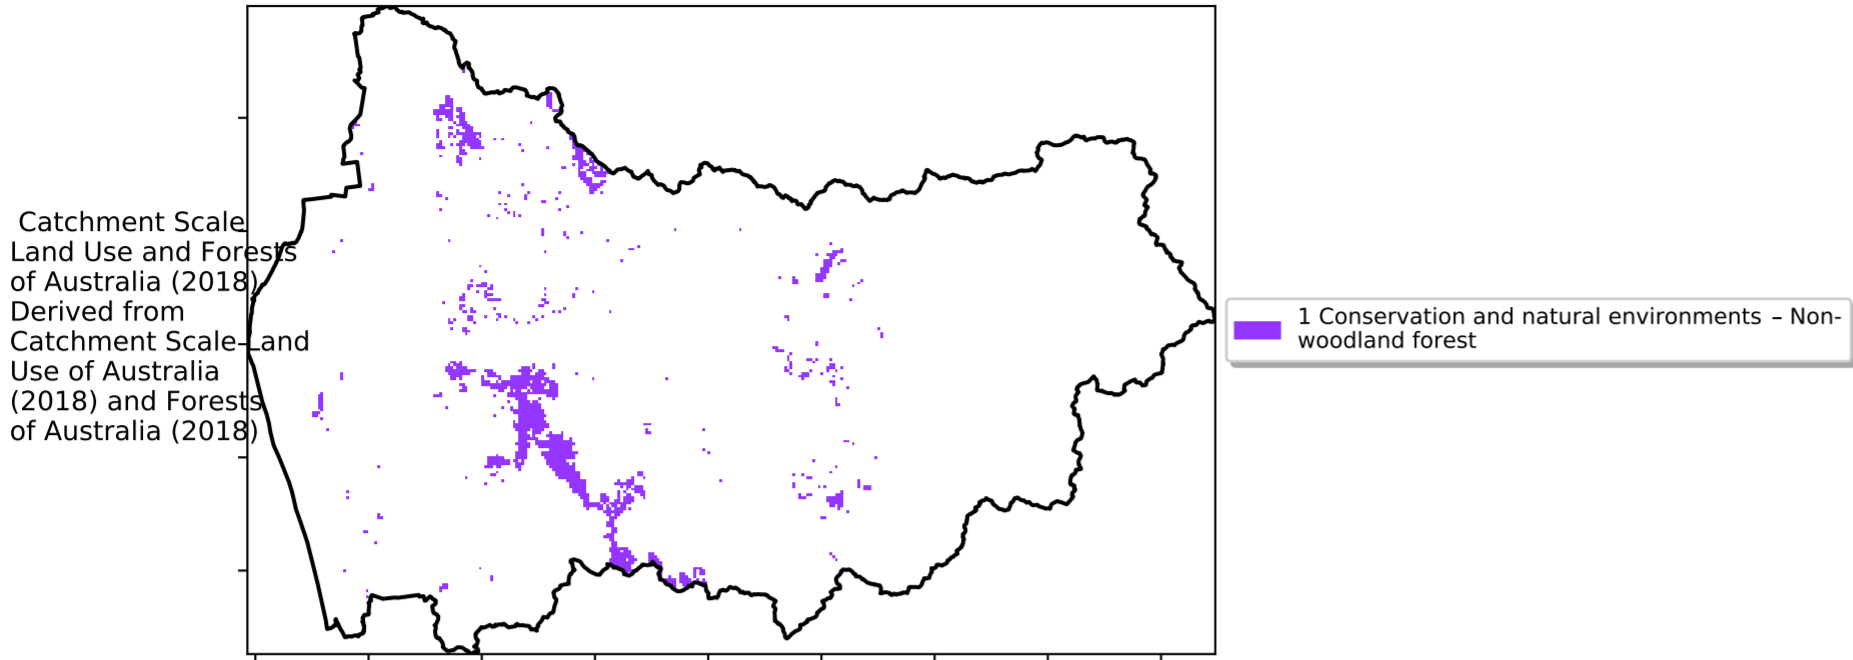 Catchment Scale
Land Use and Forests
of Australia (2018)
Derived from
Catchment Scale Land
Use of Australia
(2018) and Forests
of Australia (2018)
1 Conservation and natural environments – Non-
woodland forest